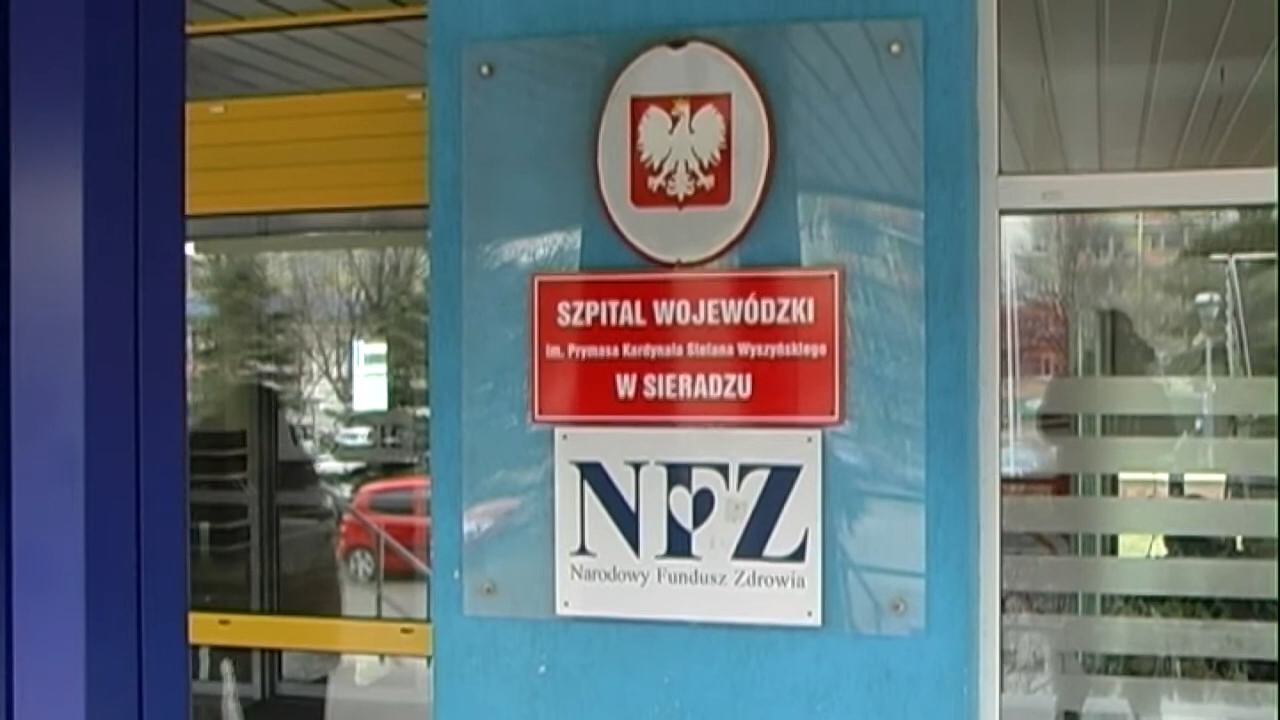 SZPITAL WOJEWÓDZKI
im. Prymasa Kardynała Stefana Wyszyńskiego
W SIERADZU
NFZ
Narodowy Fundusz Zdrowia